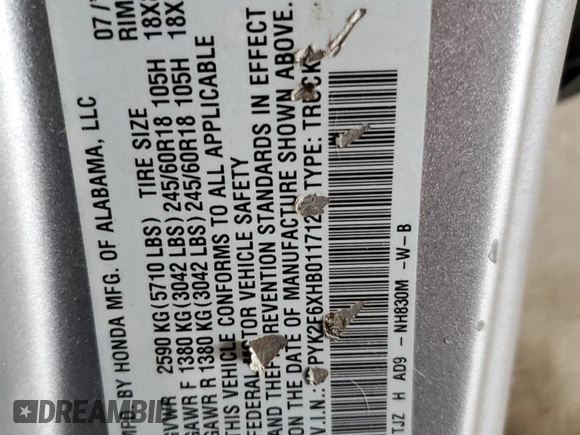 MFD. BY HONDA MFG. OF ALABAMA, LLC 07/
GVWR 2590 KG (5710 LBS) TIRE SIZE RIM
GAWR F 1380 KG (3042 LBS) 245/60R18 105H 18X
GAWR R 1380 KG (3042 LBS) 245/60R18 105H 18X
THIS VEHICLE CONFORMS TO ALL APPLICABLE
FEDERAL MOTOR VEHICLE SAFETY
AND THEFT PREVENTION STANDARDS IN EFFECT
ON THE DATE OF MANUFACTURE SHOWN ABOVE.
V.I.N.: PYK2F6XHB011712 TYPE: TRUCK
TJZ H AD9 - NH830M -W-B
DREAMBID